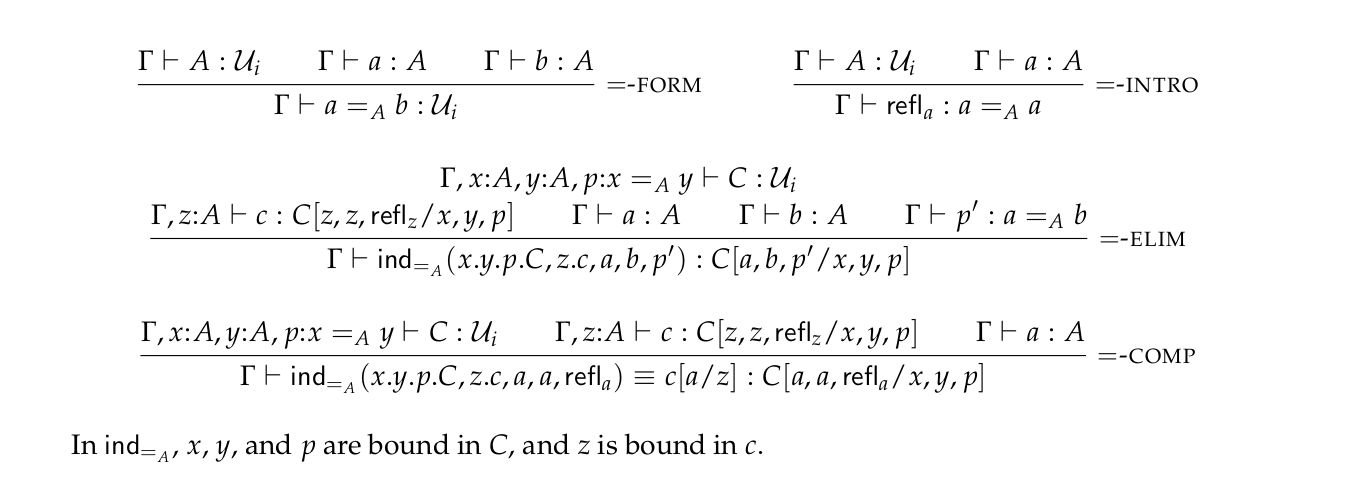 Γ ⊢ A : 𝒰ᵢ Γ ⊢ a : A Γ ⊢ b : A
Γ ⊢ a =_A b : 𝒰ᵢ
=-FORM
Γ ⊢ A : 𝒰ᵢ Γ ⊢ a : A
Γ ⊢ refl_a : a =_A a
=-INTRO
Γ, x:A, y:A, p:x =_A y ⊢ C : 𝒰ᵢ
Γ, z:A ⊢ c : C[z, z, refl_z/x, y, p] Γ ⊢ a : A Γ ⊢ b : A Γ ⊢ p′ : a =_A b
Γ ⊢ ind_{=_A}(x.y.p.C, z.c, a, b, p′) : C[a, b, p′/x, y, p]
=-ELIM
Γ, x:A, y:A, p:x =_A y ⊢ C : 𝒰ᵢ Γ, z:A ⊢ c : C[z, z, refl_z/x, y, p] Γ ⊢ a : A
Γ ⊢ ind_{=_A}(x.y.p.C, z.c, a, a, refl_a) ≡ c[a/z] : C[a, a, refl_a/x, y, p]
=-COMP
In ind_{=_A}, x, y, and p are bound in C, and z is bound in c.